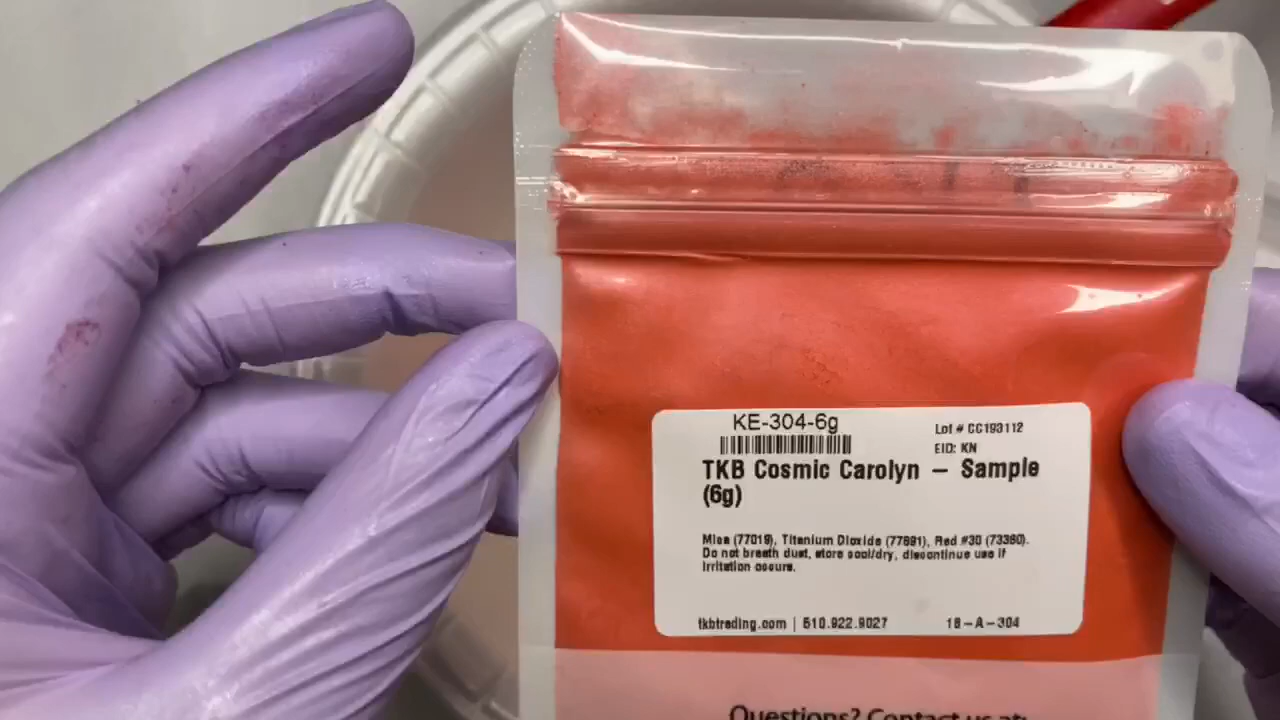 KE-304-6g
Lot # CC193112
EID: KN
TKB Cosmic Carolyn – Sample
(6g)
Mica (77019), Titanium Dioxide (77891), Red #30 (73360).
Do not breath dust, store cool/dry, discontinue use if
irritation occurs.
tkbtrading.com | 510.922.9027
18-A-304
Questions? Contact us at: